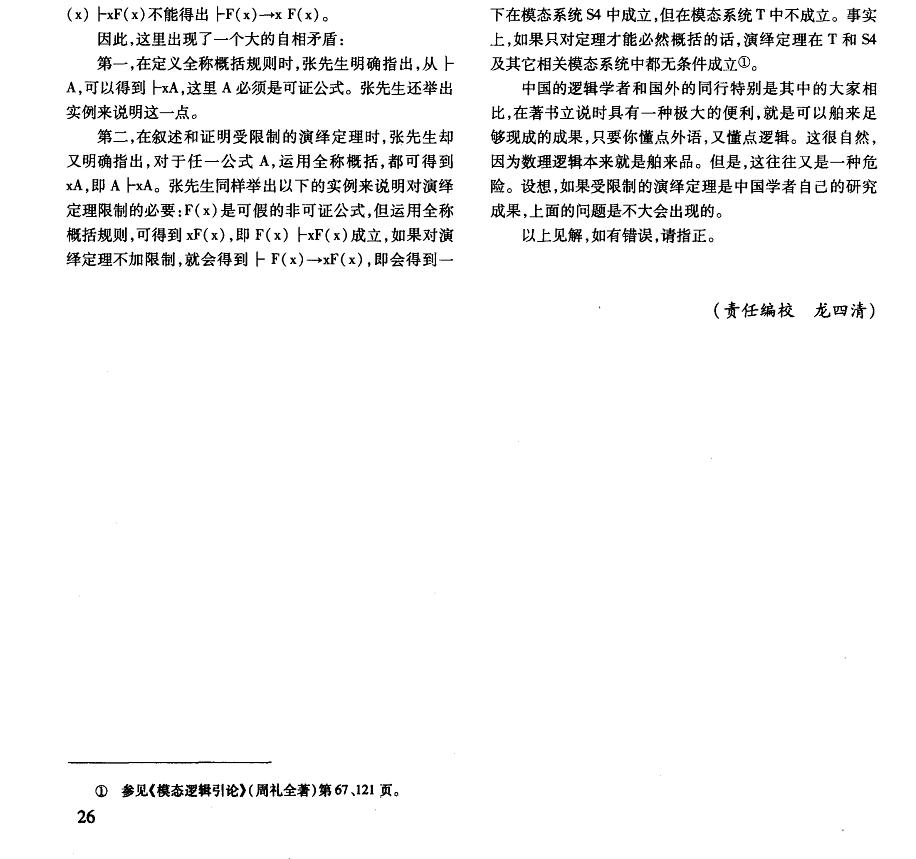 (x)├xF(x)不能得出├F(x)→x F(x)。
因此,这里出现了一个大的自相矛盾:
第一,在定义全称概括规则时,张先生明确指出,从├
A,可以得到├xA,这里 A 必须是可证公式。张先生还举出
实例来说明这一点。
第二,在叙述和证明受限制的演绎定理时,张先生却
又明确指出,对于任一公式 A,运用全称概括,都可得到
xA,即 A├xA。张先生同样举出以下的实例来说明对演绎
定理限制的必要:F(x)是可假的非可证公式,但运用全称
概括规则,可得到 xF(x),即 F(x)├xF(x)成立,如果对演
绎定理不加限制,就会得到├ F(x)→xF(x),即会得到一
下在模态系统 S4 中成立,但在模态系统 T 中不成立。事实
上,如果只对定理才能必然概括的话,演绎定理在 T 和 S4
及其它相关模态系统中都无条件成立①。
中国的逻辑学者和国外的同行特别是其中的大家相
比,在著书立说时具有一种极大的便利,就是可以舶来足
够现成的成果,只要你懂点外语,又懂点逻辑。这很自然,
因为数理逻辑本来就是舶来品。但是,这往往又是一种危
险。设想,如果受限制的演绎定理是中国学者自己的研究
成果,上面的问题是不大会出现的。
以上见解,如有错误,请指正。
(责任编校 龙四清)
① 参见《模态逻辑引论》(周礼全著)第 67、121 页。
26